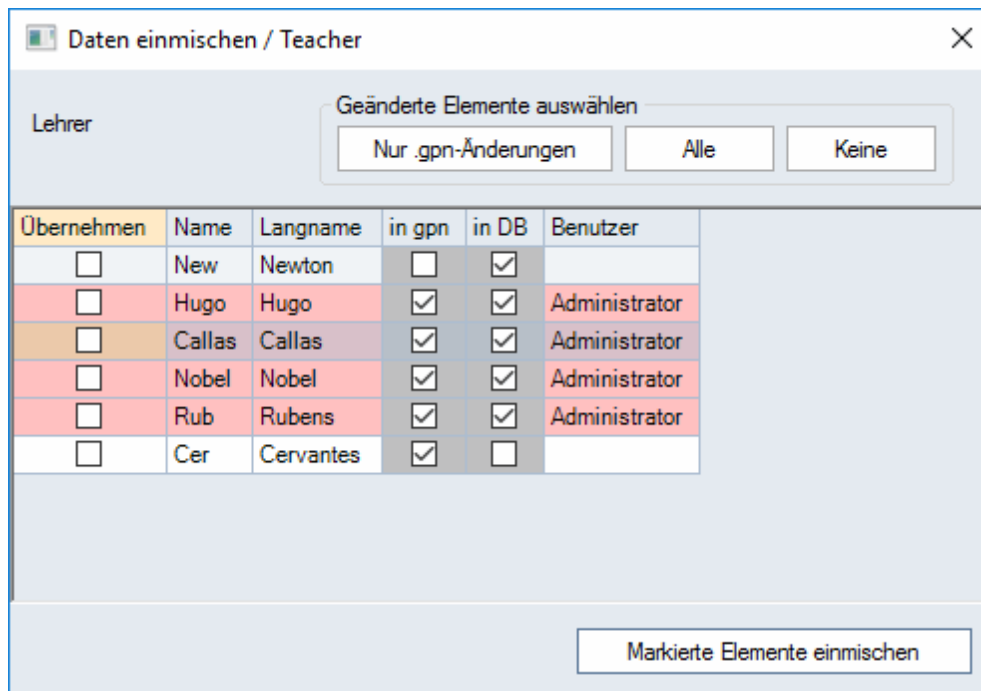 Daten einmischen / Teacher
Lehrer
Geänderte Elemente auswählen
Nur .gpn-Änderungen Alle Keine
Übernehmen Name Langname in gpn in DB Benutzer
New Newton
Hugo Hugo Administrator
Callas Callas Administrator
Nobel Nobel Administrator
Rub Rubens Administrator
Cer Cervantes
Markierte Elemente einmischen